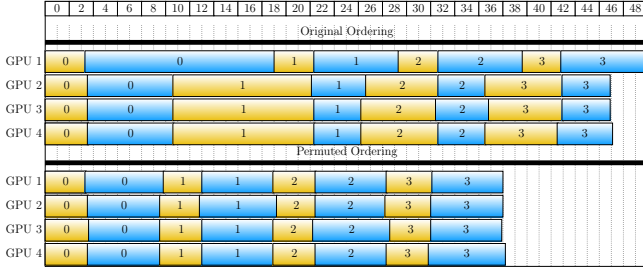 0 2 4 6 8 10 12 14 16 18 20 22 24 26 28 30 32 34 36 38 40 42 44 46 48
Original Ordering
GPU 1 0 0 1 1 2 2 3 3
GPU 2 0 0 1 1 2 2 3 3
GPU 3 0 0 1 1 2 2 3 3
GPU 4 0 0 1 1 2 2 3 3
Permuted Ordering
GPU 1 0 0 1 1 2 2 3 3
GPU 2 0 0 1 1 2 2 3 3
GPU 3 0 0 1 1 2 2 3 3
GPU 4 0 0 1 1 2 2 3 3